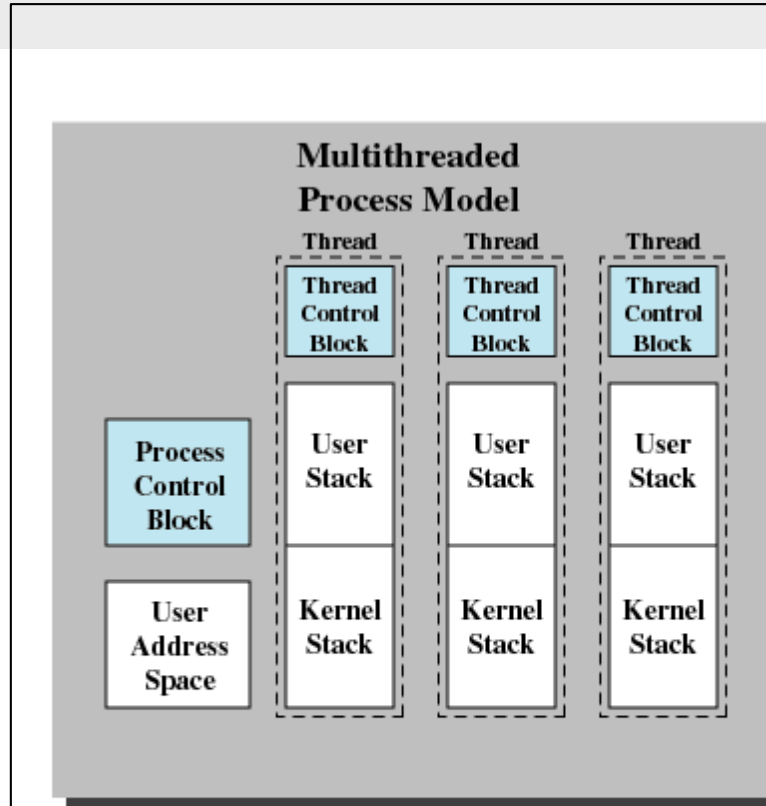 Multithreaded
Process Model
Thread
Thread
Control
Block
User
Stack
Kernel
Stack
Thread
Thread
Control
Block
User
Stack
Kernel
Stack
Thread
Thread
Control
Block
User
Stack
Kernel
Stack
Process
Control
Block
User
Address
Space